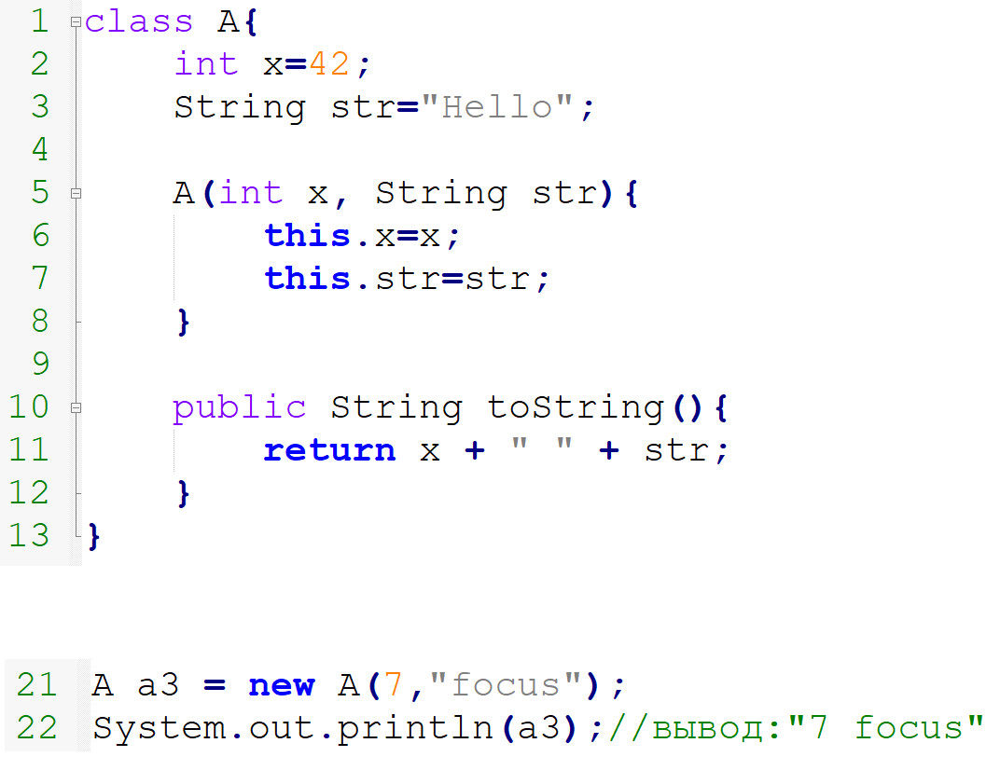 1 class A{
2 int x=42;
3 String str="Hello";
4
5 A(int x, String str){
6 this.x=x;
7 this.str=str;
8 }
9
10 public String toString(){
11 return x + " " + str;
12 }
13 }
21 A a3 = new A(7,"focus");
22 System.out.println(a3);//вывод:"7 focus"